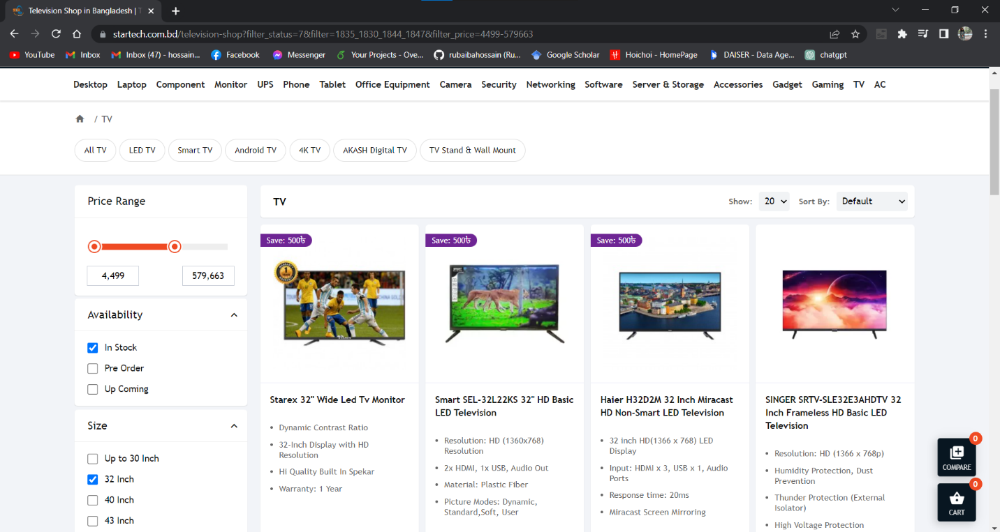 Television Shop in Bangladesh | T
startech.com.bd/television-shop?filter_status=7&filter=1835_1830_1844_1847&filter_price=4499-579663
YouTube Inbox Inbox (47) - hossain... Facebook Messenger Your Projects - Ove... rubaibahossain (Ru... Google Scholar Hoichoi - HomePage DAISER - Data Age... chatgpt
Desktop Laptop Component Monitor UPS Phone Tablet Office Equipment Camera Security Networking Software Server & Storage Accessories Gadget Gaming TV AC
/ TV
All TV LED TV Smart TV Android TV 4K TV AKASH Digital TV TV Stand & Wall Mount
Price Range
4,499 579,663
Availability
In Stock
Pre Order
Up Coming
Size
Up to 30 Inch
32 Inch
40 Inch
43 Inch
TV
Show: 20 Sort By: Default
Save: 500৳
Starex 32" Wide Led Tv Monitor
• Dynamic Contrast Ratio
• 32-Inch Display with HD
Resolution
• Hi Quality Built In Spekar
• Warranty: 1 Year
Save: 500৳
Smart SEL-32L22KS 32" HD Basic
LED Television
• Resolution: HD (1360x768)
Resolution
• 2x HDMI, 1x USB, Audio Out
• Material: Plastic Fiber
• Picture Modes: Dynamic,
Standard,Soft, User
Save: 500৳
Haier H32D2M 32 Inch Miracast
HD Non-Smart LED Television
• 32 inch HD(1366 x 768) LED
Display
• Input: HDMI x 3, USB x 1, Audio
Ports
• Response time: 20ms
• Miracast Screen Mirroring
SINGER SRTV-SLE32E3AHDTV 32
Inch Frameless HD Basic LED
Television
• Resolution: HD (1366 x 768p)
• Humidity Protection, Dust
Prevention
• Thunder Protection (External
Isolator)
• High Voltage Protection
0
COMPARE
0
CART